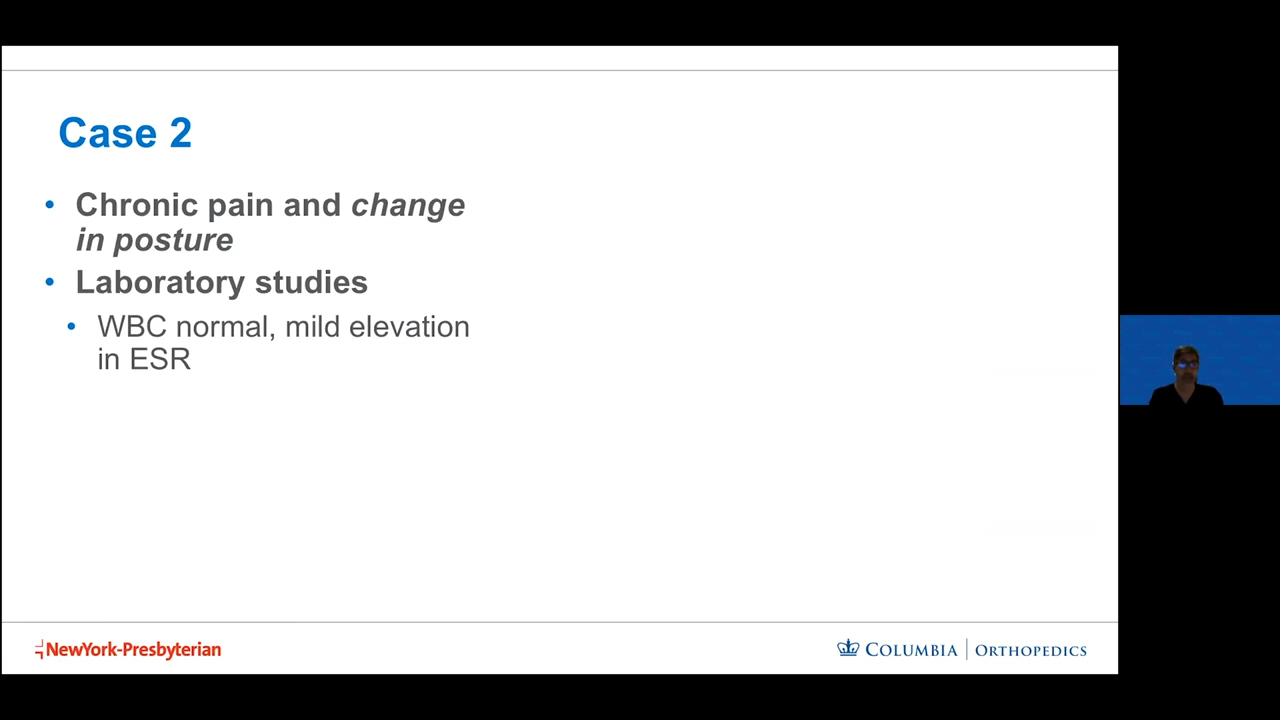 Case 2
• Chronic pain and change
in posture
• Laboratory studies
• WBC normal, mild elevation
in ESR
NewYork-Presbyterian
COLUMBIA | ORTHOPEDICS